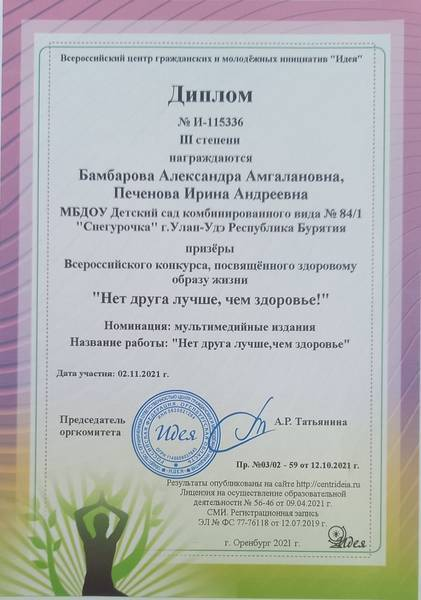 Всероссийский центр гражданских и молодёжных инициатив "Идея"
Диплом
№ И-115336
III степени
награждаются
Бамбарова Александра Амгалановна,
Печенова Ирина Андреевна
МБДОУ Детский сад комбинированного вида № 84/1
"Снегурочка" г.Улан-Удэ Республика Бурятия
призёры
Всероссийского конкурса, посвящённого здоровому
образу жизни
"Нет друга лучше, чем здоровье!"
Номинация: мультимедийные издания
Название работы: "Нет друга лучше,чем здоровье"
Дата участия: 02.11.2021 г.
Председатель
оргкомитета
Идея
А.Р. Татьянина
Пр. №03/02 - 59 от 12.10.2021 г.
Результаты опубликованы на сайте http://centrideia.ru
Лицензия на осуществление образовательной
деятельности № 56-46 от 09.04.2021 г.
СМИ. Регистрационная запись
ЭЛ № ФС 77-76118 от 12.07.2019 г.
г. Оренбург 2021 г.
Идея